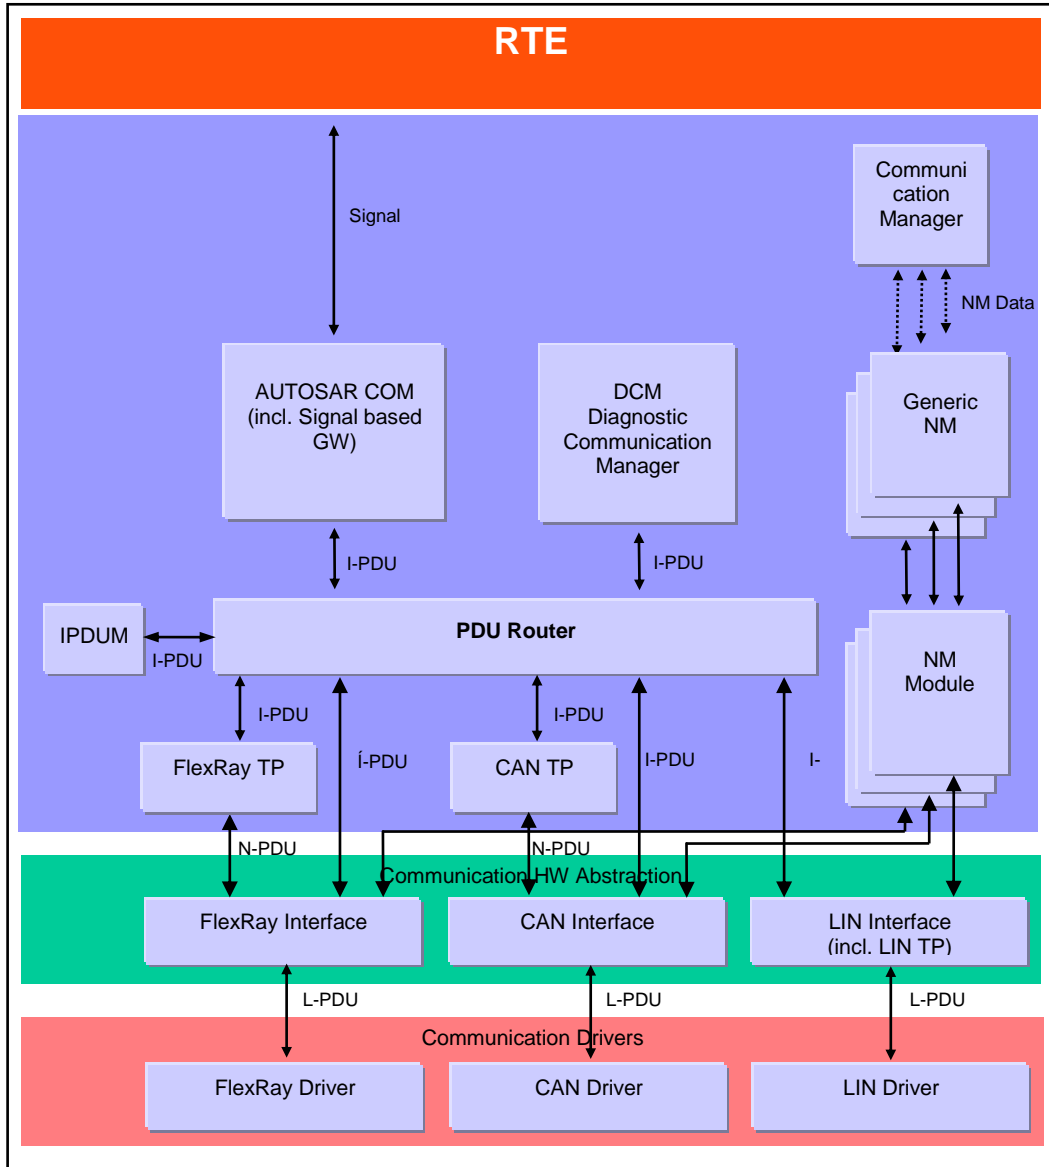 RTE
Communi
cation
Manager
Signal
NM Data
AUTOSAR COM
(incl. Signal based
GW)
DCM
Diagnostic
Communication
Manager
Generic
NM
I-PDU
I-PDU
IPDUM
PDU Router
I-PDU
NM
Module
I-PDU
I-PDU
FlexRay TP
Í-PDU
CAN TP
I-PDU
I-
N-PDU
N-PDU
Communication HW Abstraction
FlexRay Interface
CAN Interface
LIN Interface
(incl. LIN TP)
L-PDU
L-PDU
L-PDU
Communication Drivers
FlexRay Driver
CAN Driver
LIN Driver